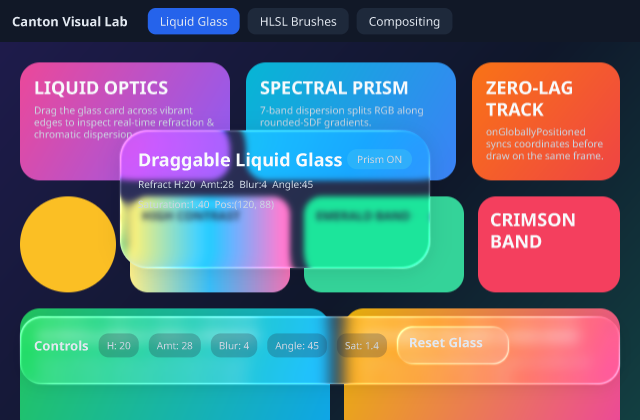 Canton Visual Lab
Liquid Glass
HLSL Brushes
Compositing
LIQUID OPTICS
Drag the glass card across vibrant
edges to inspect real-time refraction &
chromatic dispersion.
SPECTRAL PRISM
7-band dispersion splits RGB along
rounded-SDF gradients.
ZERO-LAG
TRACK
onGloballyPositioned
syncs coordinates before
draw on the same frame.
Draggable Liquid Glass
Prism ON
Refract H:20 Amt:28 Blur:4 Angle:45
Saturation:1.40 Pos:(120, 88)
HIGH CONTRAST
EMERALD BAND
CRIMSON
BAND
Controls
H: 20
Amt: 28
Blur: 4
Angle: 45
Sat: 1.4
Reset Glass